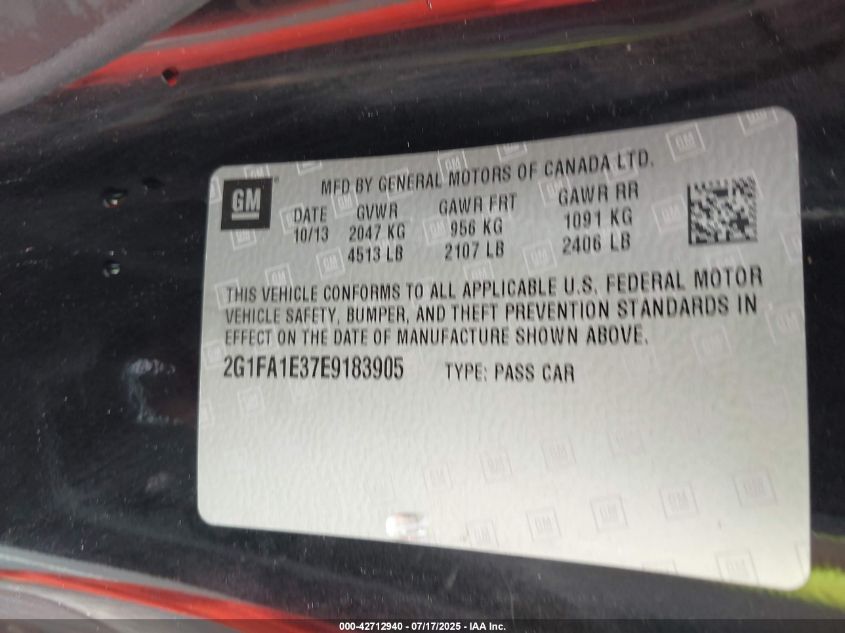 GM
MFD BY GENERAL MOTORS OF CANADA LTD.
DATE GVWR GAWR FRT GAWR RR
10/13 2047 KG 956 KG 1091 KG
4513 LB 2107 LB 2406 LB
THIS VEHICLE CONFORMS TO ALL APPLICABLE U.S. FEDERAL MOTOR
VEHICLE SAFETY, BUMPER, AND THEFT PREVENTION STANDARDS IN
EFFECT ON THE DATE OF MANUFACTURE SHOWN ABOVE.
2G1FA1E37E9183905 TYPE: PASS CAR
000-42712940 - 07/17/2025 - IAA Inc.